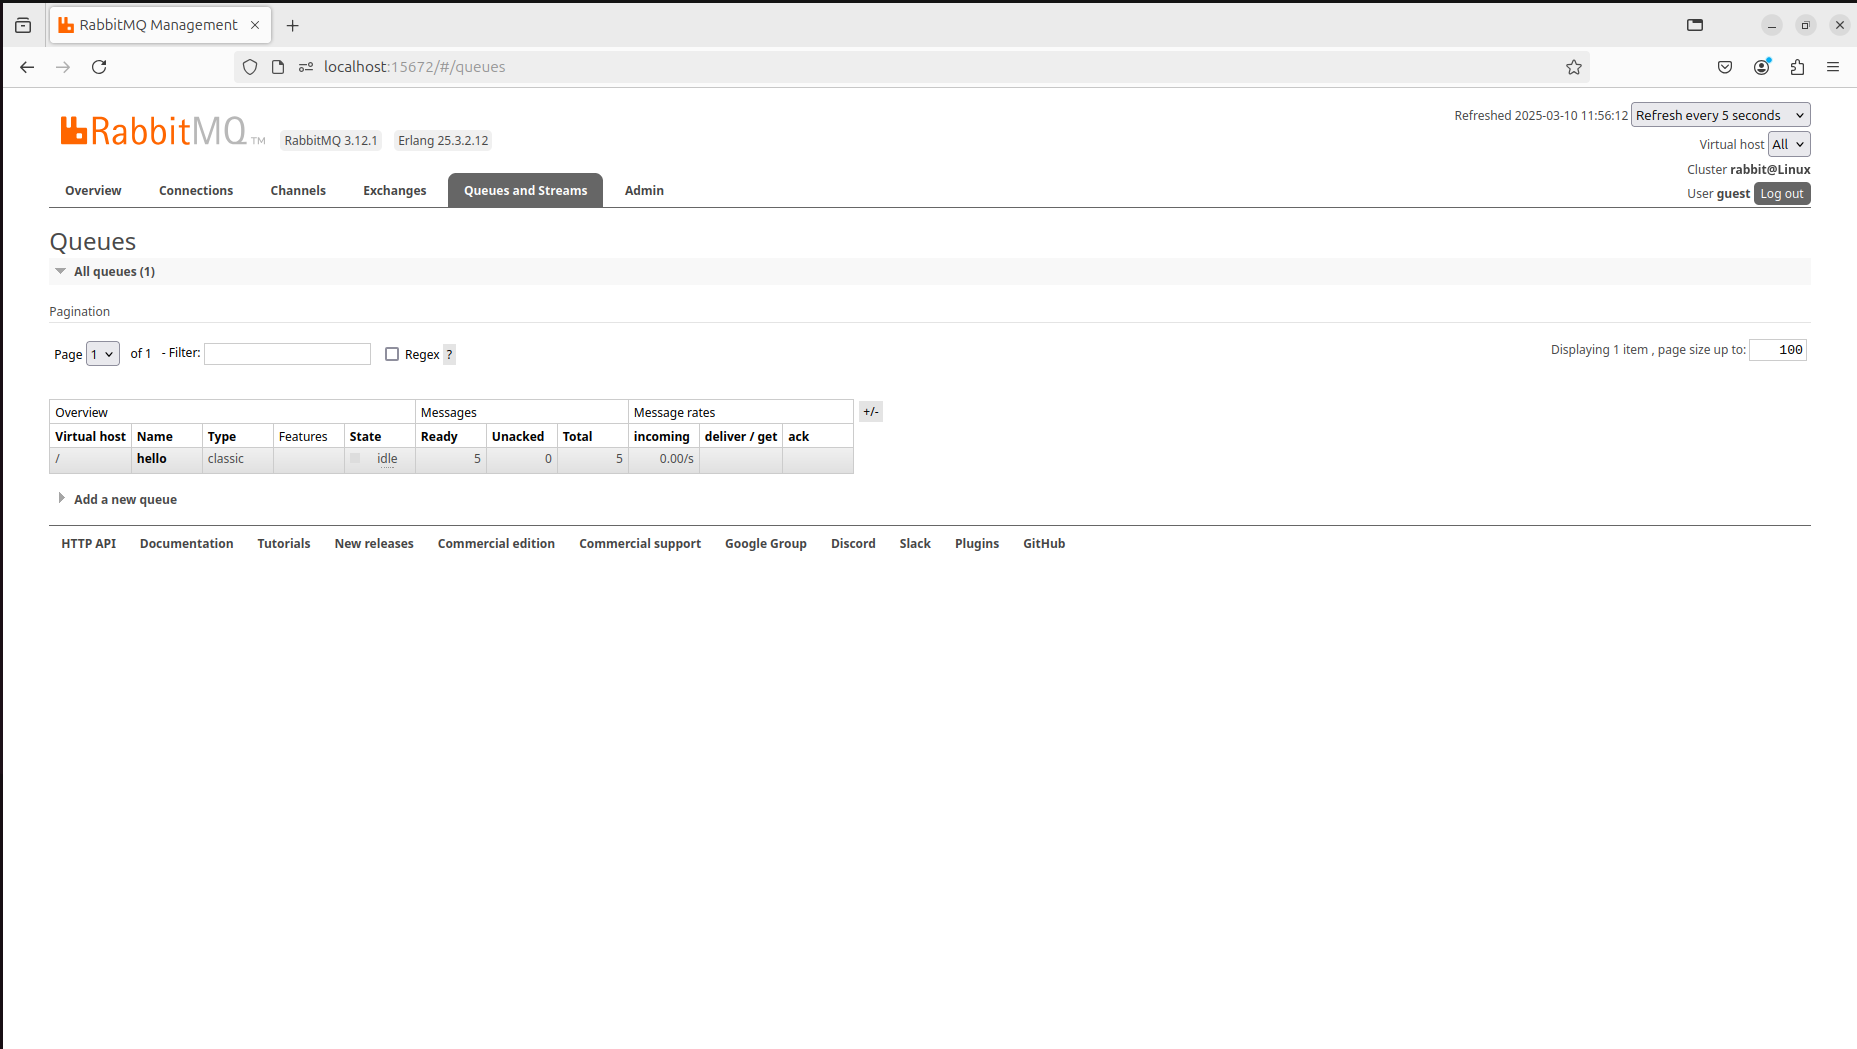 RabbitMQ Management
localhost:15672/#/queues
RabbitMQ TM RabbitMQ 3.12.1 Erlang 25.3.2.12
Refreshed 2025-03-10 11:56:12 Refresh every 5 seconds
Virtual host All
Cluster rabbit@Linux
User guest Log out
Overview Connections Channels Exchanges Queues and Streams Admin
Queues
All queues (1)
Pagination
Page 1 of 1 - Filter: Regex ?
Displaying 1 item , page size up to: 100
Overview Messages Message rates +/-
Virtual host Name Type Features State Ready Unacked Total incoming deliver / get ack
/ hello classic idle 5 0 5 0.00/s
Add a new queue
HTTP API Documentation Tutorials New releases Commercial edition Commercial support Google Group Discord Slack Plugins GitHub